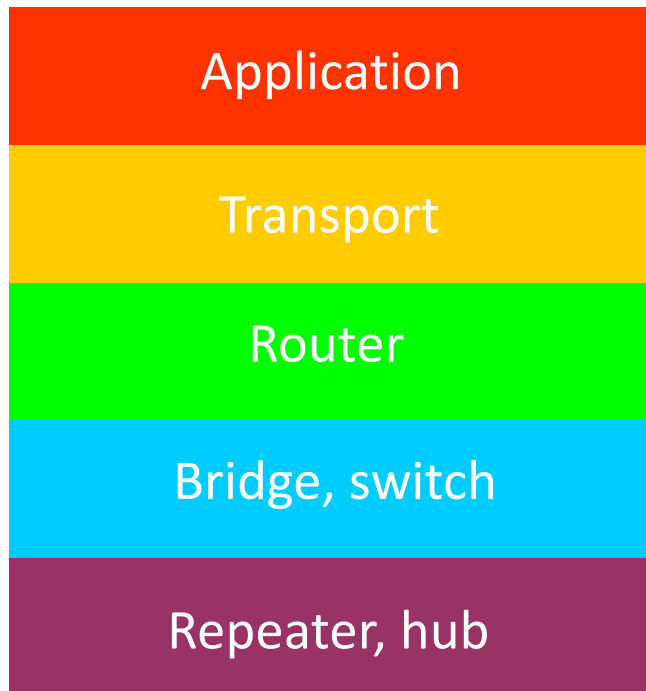 Application
Transport
Router
Bridge, switch
Repeater, hub